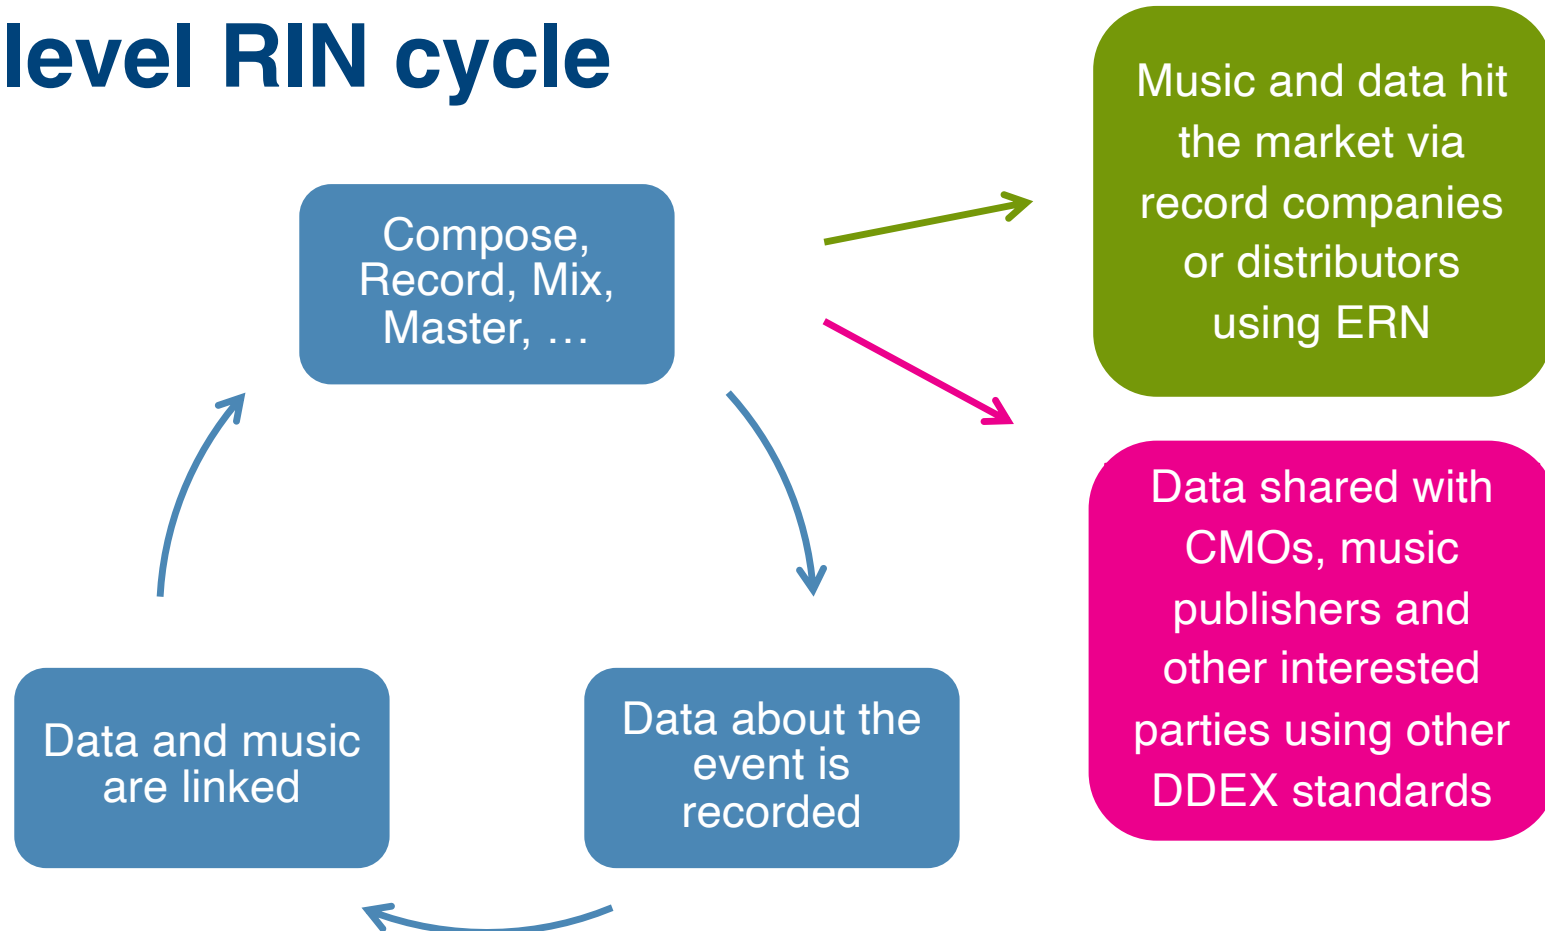 level RIN cycle
Compose,
Record, Mix,
Master, …
Data about the
event is
recorded
Data and music
are linked
Music and data hit
the market via
record companies
or distributors
using ERN
Data shared with
CMOs, music
publishers and
other interested
parties using other
DDEX standards